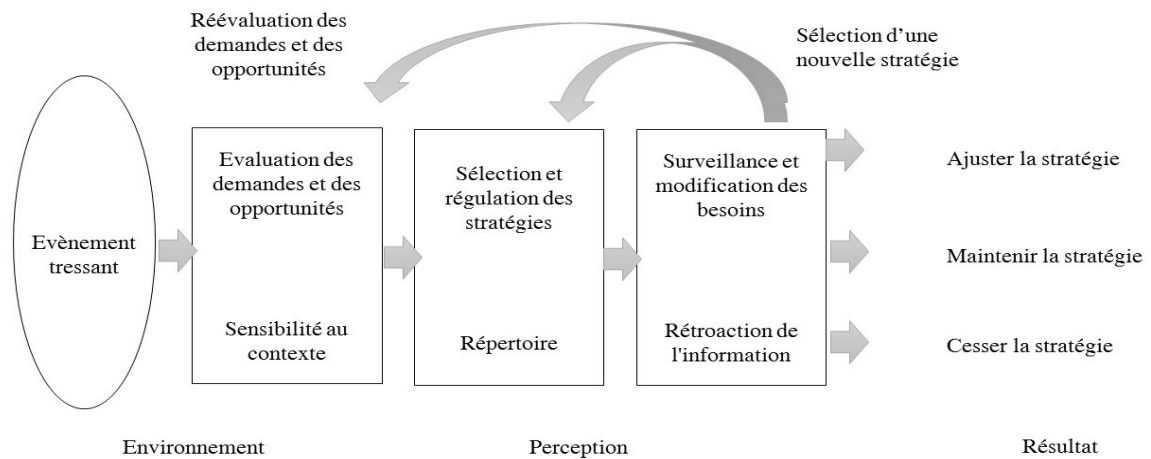 Réévaluation des
demandes et des
opportunités
Sélection d’une
nouvelle stratégie
Evènement
tressant
Evaluation des
demandes et des
opportunités
Sensibilité au
contexte
Sélection et
régulation des
stratégies
Répertoire
Surveillance et
modification des
besoins
Rétroaction de
l'information
Ajuster la stratégie
Maintenir la stratégie
Cesser la stratégie
Environnement
Perception
Résultat